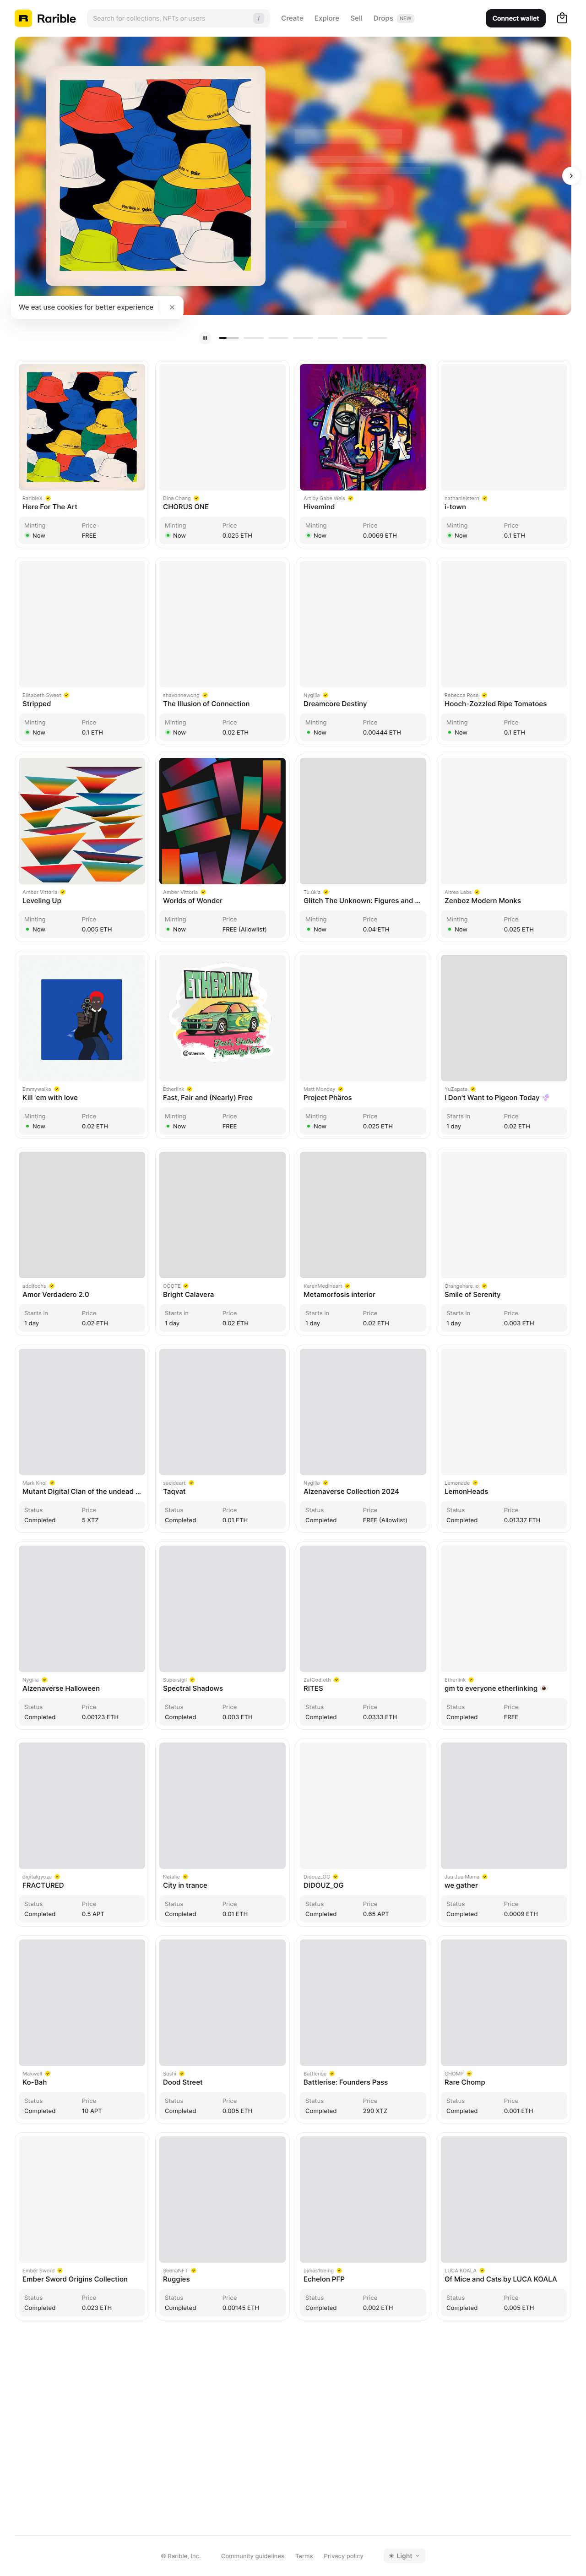 Rarible
Search for collections, NFTs or users
/
Create
Explore
Sell
Drops NEW
Connect wallet
We eat use cookies for better experience
RaribleX
Here For The Art
Minting Price
Now FREE
Dina Chang
CHORUS ONE
Minting Price
Now 0.025 ETH
Art by Gabe Weis
Hivemind
Minting Price
Now 0.0069 ETH
nathanielstern
i-town
Minting Price
Now 0.1 ETH
Elisabeth Sweet
Stripped
Minting Price
Now 0.1 ETH
shavonnewong
The Illusion of Connection
Minting Price
Now 0.02 ETH
Nygilia
Dreamcore Destiny
Minting Price
Now 0.00444 ETH
Rebecca Rose
Hooch-Zozzled Ripe Tomatoes
Minting Price
Now 0.1 ETH
Amber Vittoria
Leveling Up
Minting Price
Now 0.005 ETH
Amber Vittoria
Worlds of Wonder
Minting Price
Now FREE (Allowlist)
Glitch The Unknown: Figures and ...
Minting Price
Now 0.04 ETH
Zenboz Modern Monks
Minting Price
Now 0.025 ETH
Emmywalka
Kill 'em with love
Minting Price
Now 0.02 ETH
ETHERLINK
Etherlink
Etherlink
Fast, Fair and (Nearly) Free
Minting Price
Now FREE
Matt Monday
Project Phäros
Minting Price
Now 0.025 ETH
YuZapata
I Don't Want to Pigeon Today
Starts in Price
1 day 0.02 ETH
adolfochs
Amor Verdadero 2.0
Starts in Price
1 day 0.02 ETH
OCOTE
Bright Calavera
Starts in Price
1 day 0.02 ETH
KarenMedinaart
Metamorfosis interior
Starts in Price
1 day 0.02 ETH
Orangehare.io
Smile of Serenity
Starts in Price
1 day 0.003 ETH
Mark Knol
Mutant Digital Clan of the undead ...
Status Price
Completed 5 XTZ
saeideart
Taqvāt
Status Price
Completed 0.01 ETH
Nygilia
AIzenaverse Collection 2024
Status Price
Completed FREE (Allowlist)
Lemonade
LemonHeads
Status Price
Completed 0.01337 ETH
Nygilia
AIzenaverse Halloween
Status Price
Completed 0.00123 ETH
Supersigil
Spectral Shadows
Status Price
Completed 0.003 ETH
ZafGod.eth
RITES
Status Price
Completed 0.0333 ETH
Etherlink
gm to everyone etherlinking
Status Price
Completed FREE
digitalgyoza
FRACTURED
Status Price
Completed 0.5 APT
Natalie
City in trance
Status Price
Completed 0.01 ETH
Didouz_OG
DIDOUZ_OG
Status Price
Completed 0.65 APT
Juu Juu Mama
we gather
Status Price
Completed 0.0009 ETH
Maxwell
Ko-Bah
Status Price
Completed 10 APT
Sushi
Dood Street
Status Price
Completed 0.005 ETH
Battlerise
Battlerise: Founders Pass
Status Price
Completed 290 XTZ
CHOMP
Rare Chomp
Status Price
Completed 0.001 ETH
Ember Sword
Ember Sword Origins Collection
Status Price
Completed 0.023 ETH
SeeniaNFT
Ruggies
Status Price
Completed 0.00145 ETH
Echelon PFP
Status Price
Completed 0.002 ETH
LUCA KOALA
Of Mice and Cats by LUCA KOALA
Status Price
Completed 0.005 ETH
© Rarible, Inc.
Community guidelines
Terms
Privacy policy
Light